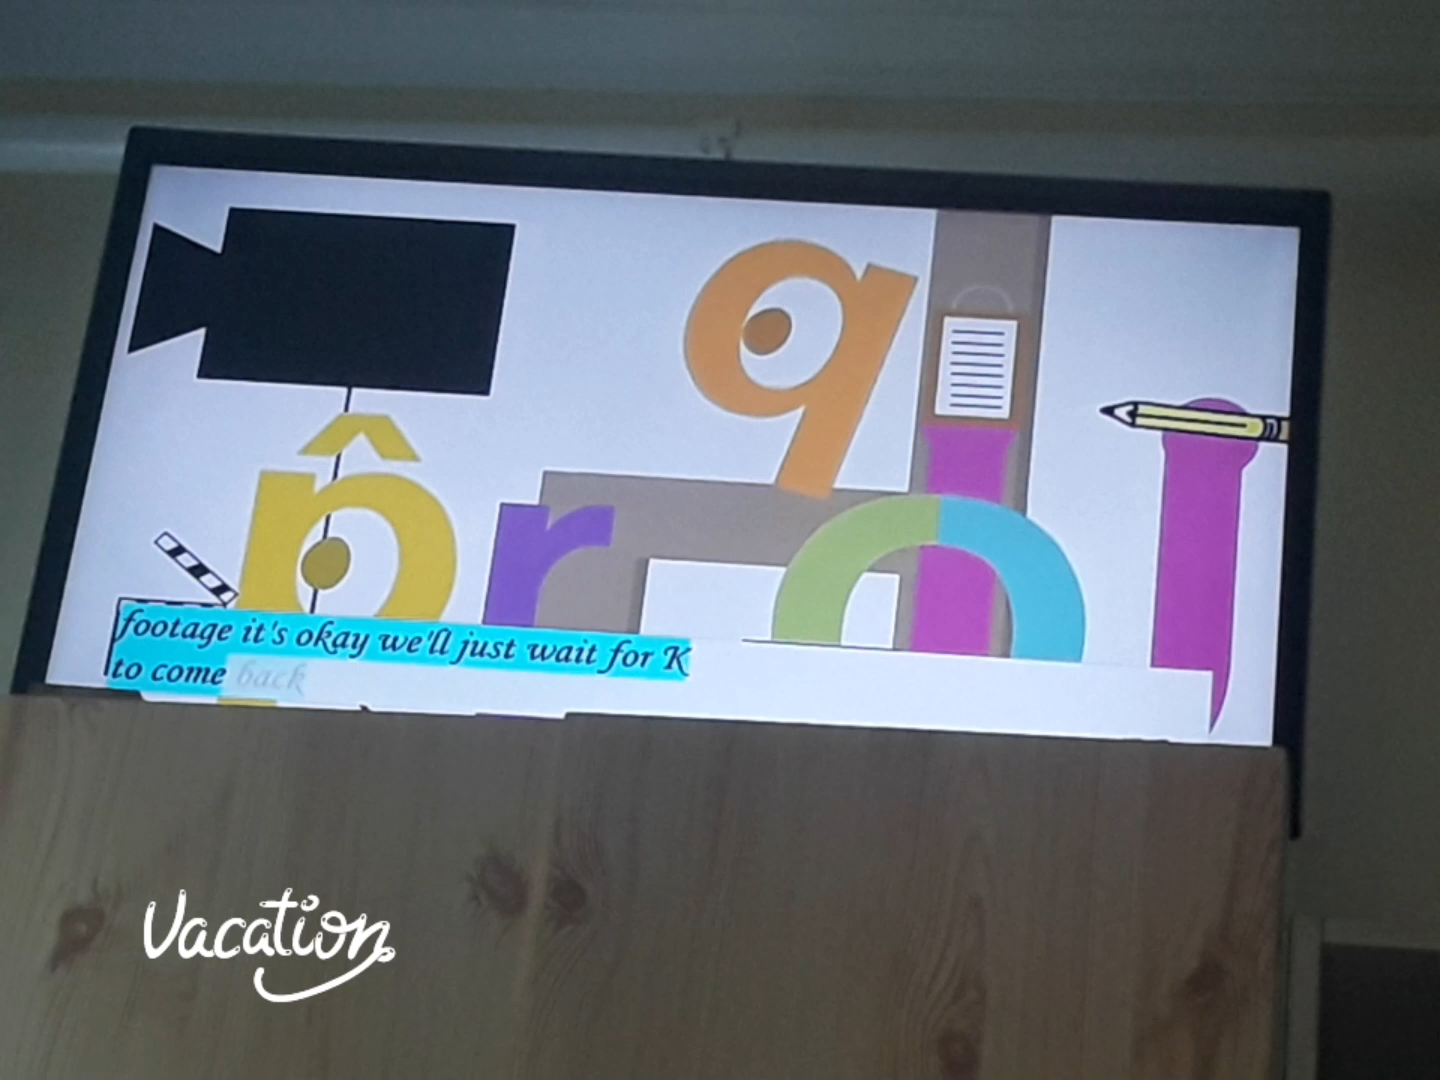 q
p̂ r
footage it's okay we'll just wait for K
to come back
Vacation